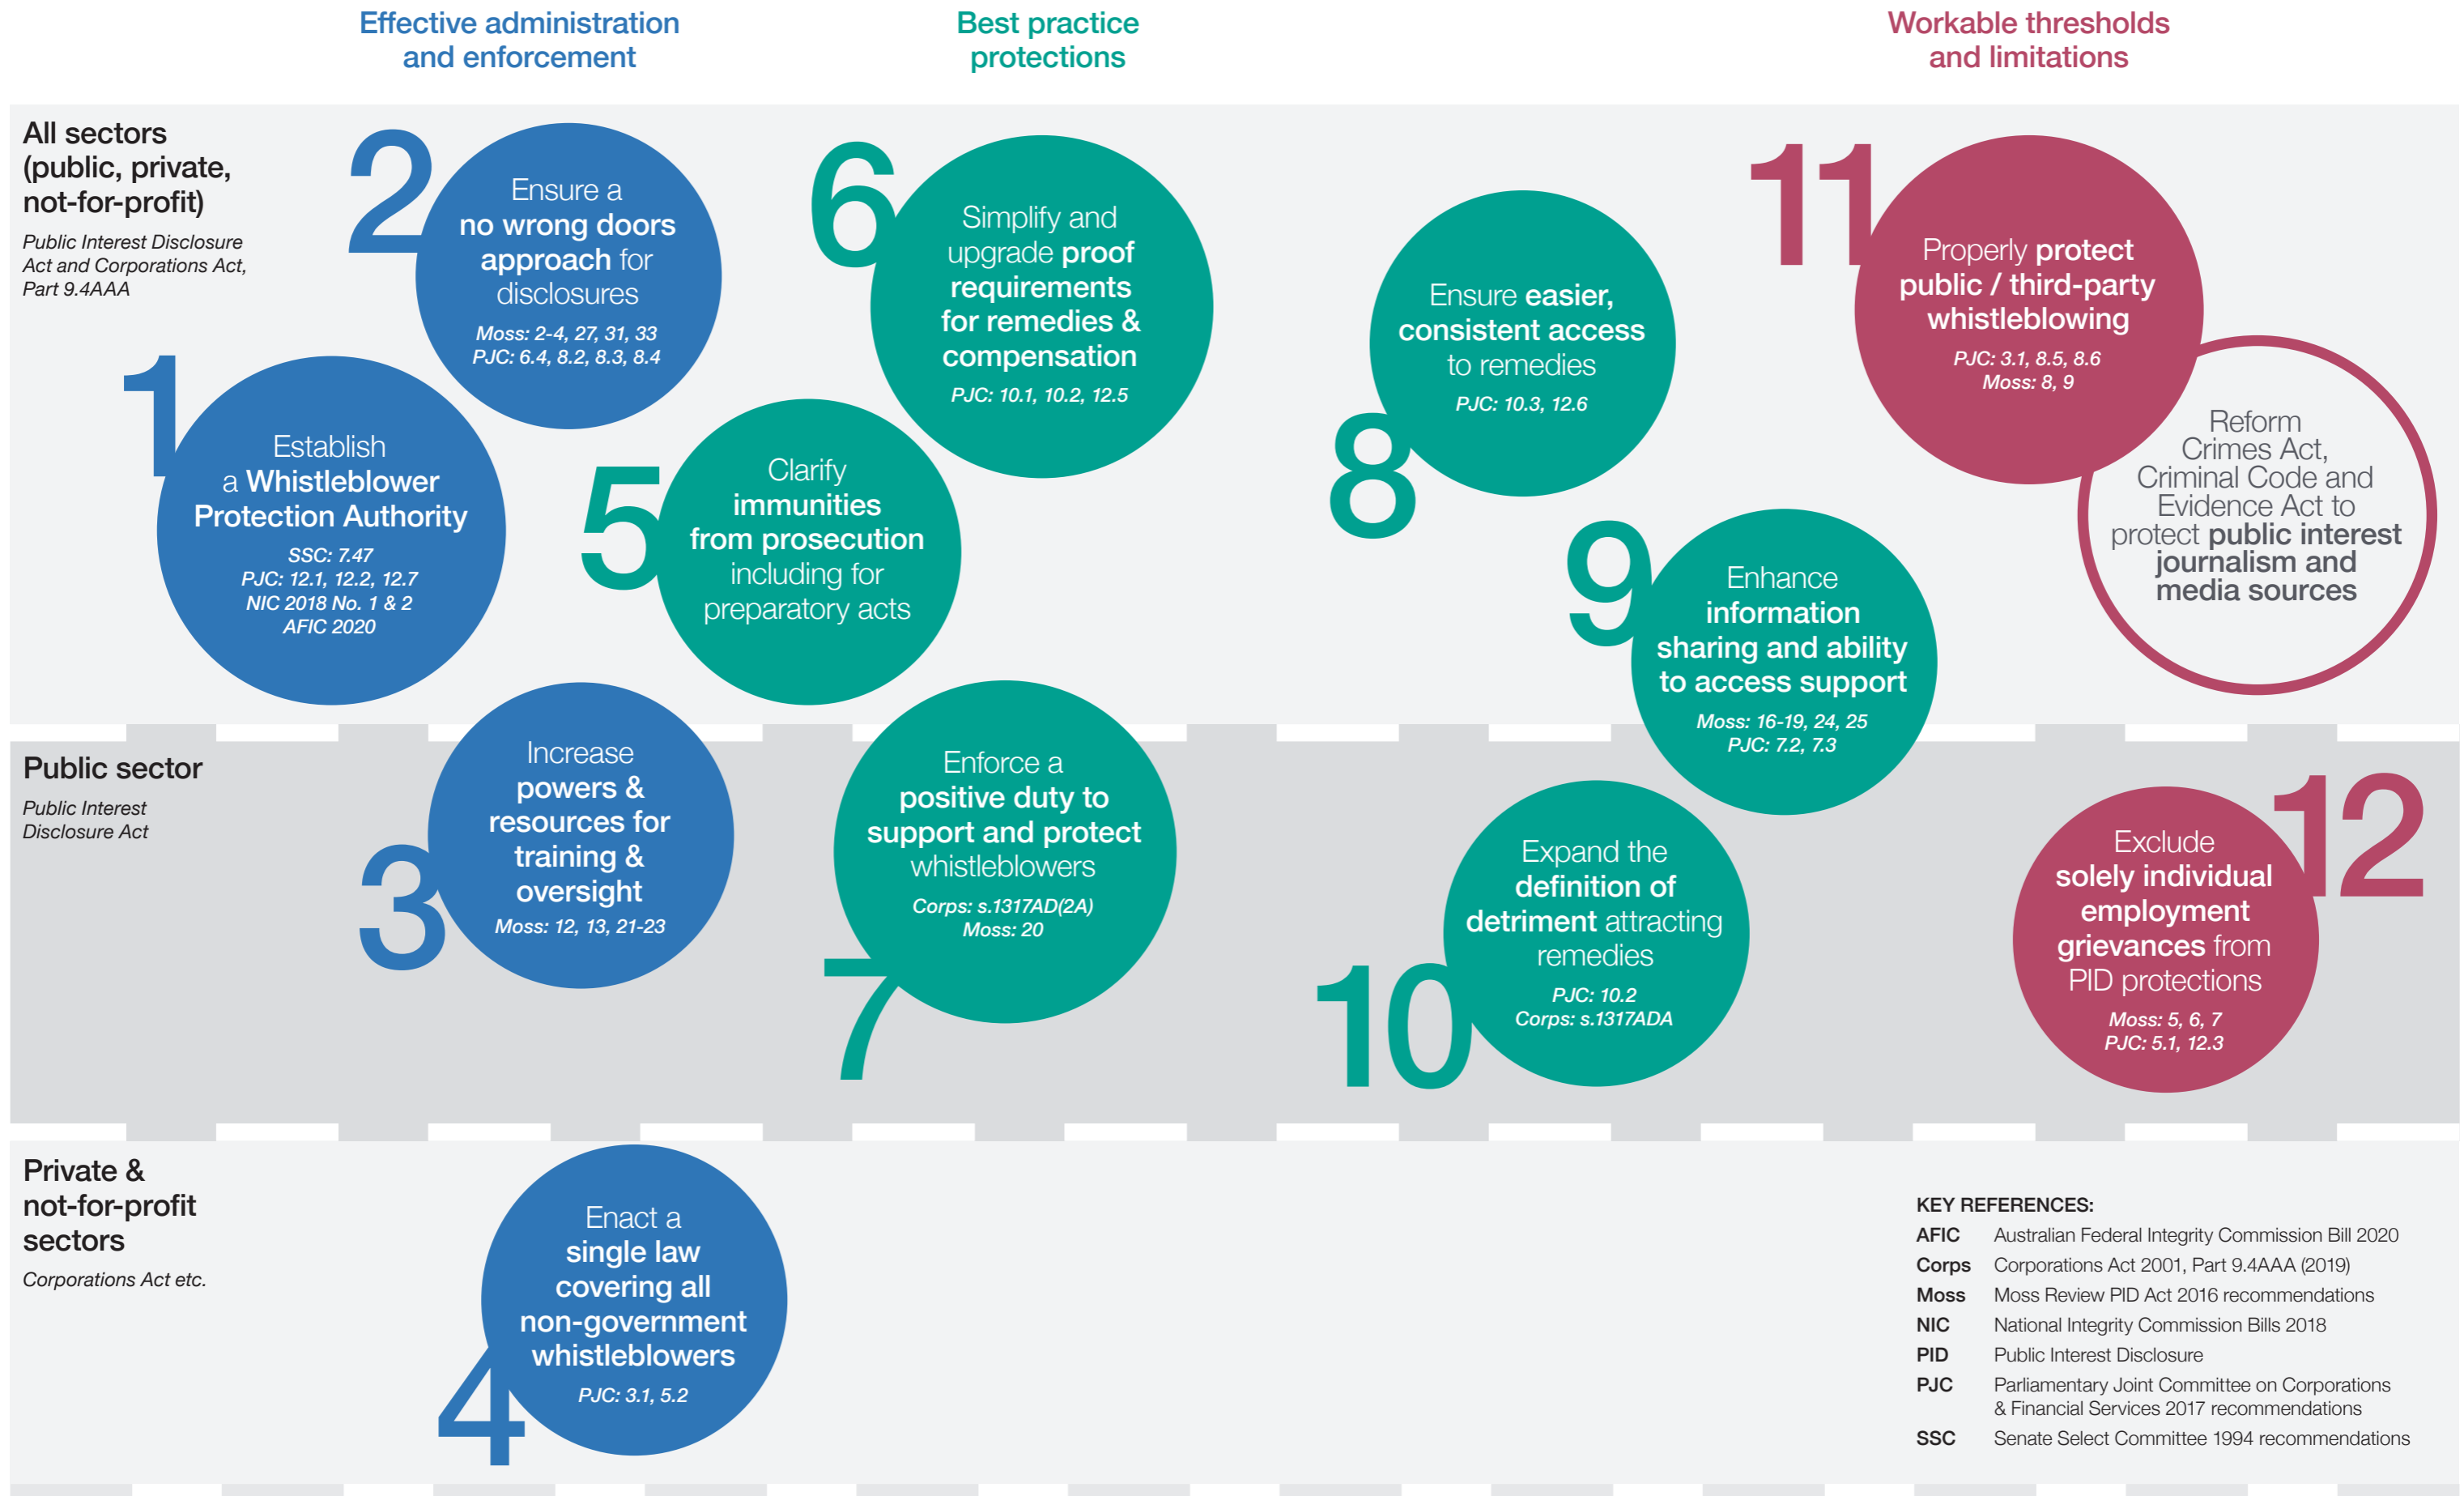 Effective administration
and enforcement
Best practice
protections
Workable thresholds
and limitations
All sectors
(public, private,
not-for-profit)
Public Interest Disclosure
Act and Corporations Act,
Part 9.4AAA
1
Establish
a Whistleblower
Protection Authority
SSC: 7.47
PJC: 12.1, 12.2, 12.7
NIC 2018 No. 1 & 2
AFIC 2020
2
Ensure a
no wrong doors
approach for
disclosures
Moss: 2-4, 27, 31, 33
PJC: 6.4, 8.2, 8.3, 8.4
5
Clarify
immunities
from prosecution
including for
preparatory acts
6
Simplify and
upgrade proof
requirements
for remedies &
compensation
PJC: 10.1, 10.2, 12.5
8
Ensure easier,
consistent access
to remedies
PJC: 10.3, 12.6
9
Enhance
information
sharing and ability
to access support
Moss: 16-19, 24, 25
PJC: 7.2, 7.3
11
Properly protect
public / third-party
whistleblowing
PJC: 3.1, 8.5, 8.6
Moss: 8, 9
Reform
Crimes Act,
Criminal Code and
Evidence Act to
protect public interest
journalism and
media sources
Public sector
Public Interest
Disclosure Act
3
Increase
powers &
resources for
training &
oversight
Moss: 12, 13, 21-23
7
Enforce a
positive duty to
support and protect
whistleblowers
Corps: s.1317AD(2A)
Moss: 20
10
Expand the
definition of
detriment attracting
remedies
PJC: 10.2
Corps: s.1317ADA
12
Exclude
solely individual
employment
grievances from
PID protections
Moss: 5, 6, 7
PJC: 5.1, 12.3
Private &
not-for-profit
sectors
Corporations Act etc.
4
Enact a
single law
covering all
non-government
whistleblowers
PJC: 3.1, 5.2
KEY REFERENCES:
AFIC Australian Federal Integrity Commission Bill 2020
Corps Corporations Act 2001, Part 9.4AAA (2019)
Moss Moss Review PID Act 2016 recommendations
NIC National Integrity Commission Bills 2018
PID Public Interest Disclosure
PJC Parliamentary Joint Committee on Corporations
& Financial Services 2017 recommendations
SSC Senate Select Committee 1994 recommendations